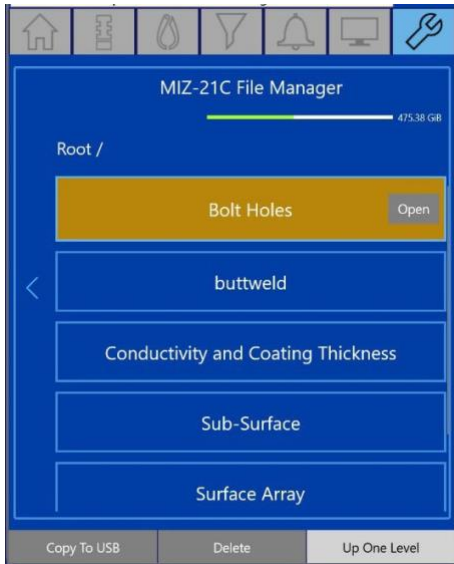 MIZ-21C File Manager
475.38 GiB
Root /
Bolt Holes
Open
buttweld
Conductivity and Coating Thickness
Sub-Surface
Surface Array
Copy To USB
Delete
Up One Level